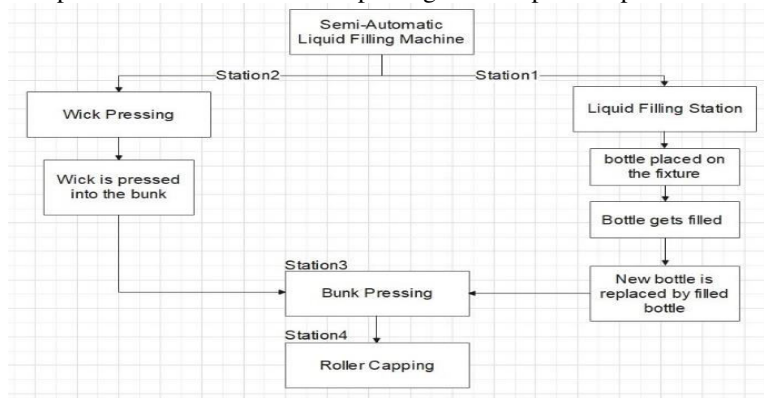 Semi-Automatic
Liquid Filling Machine
Station2
Station1
Wick Pressing
Liquid Filling Station
Wick is pressed
into the bunk
bottle placed on
the fixture
Bottle gets filled
New bottle is
replaced by filled
bottle
Station3
Bunk Pressing
Station4
Roller Capping